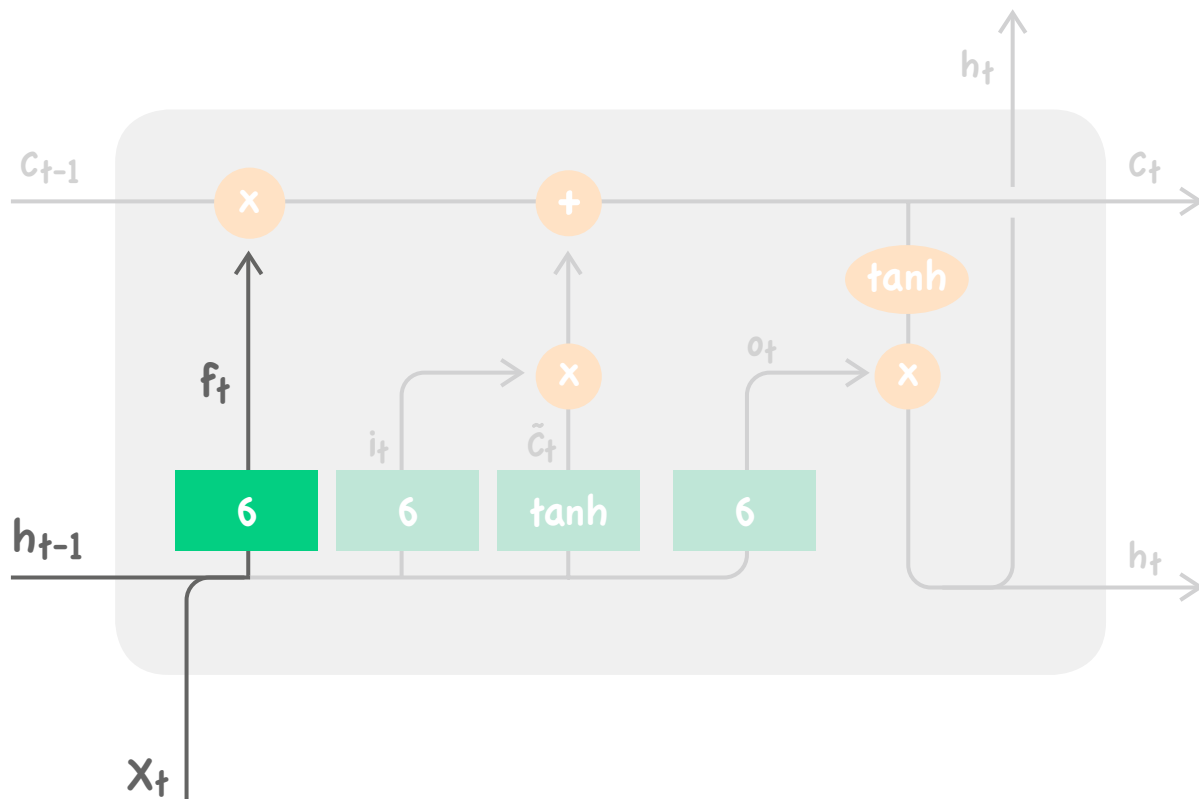 hₜ
Cₜ₋₁
Cₜ
x
+
tanh
oₜ
x
x
fₜ
iₜ
c̃ₜ
6
6
tanh
6
hₜ₋₁
hₜ
xₜ